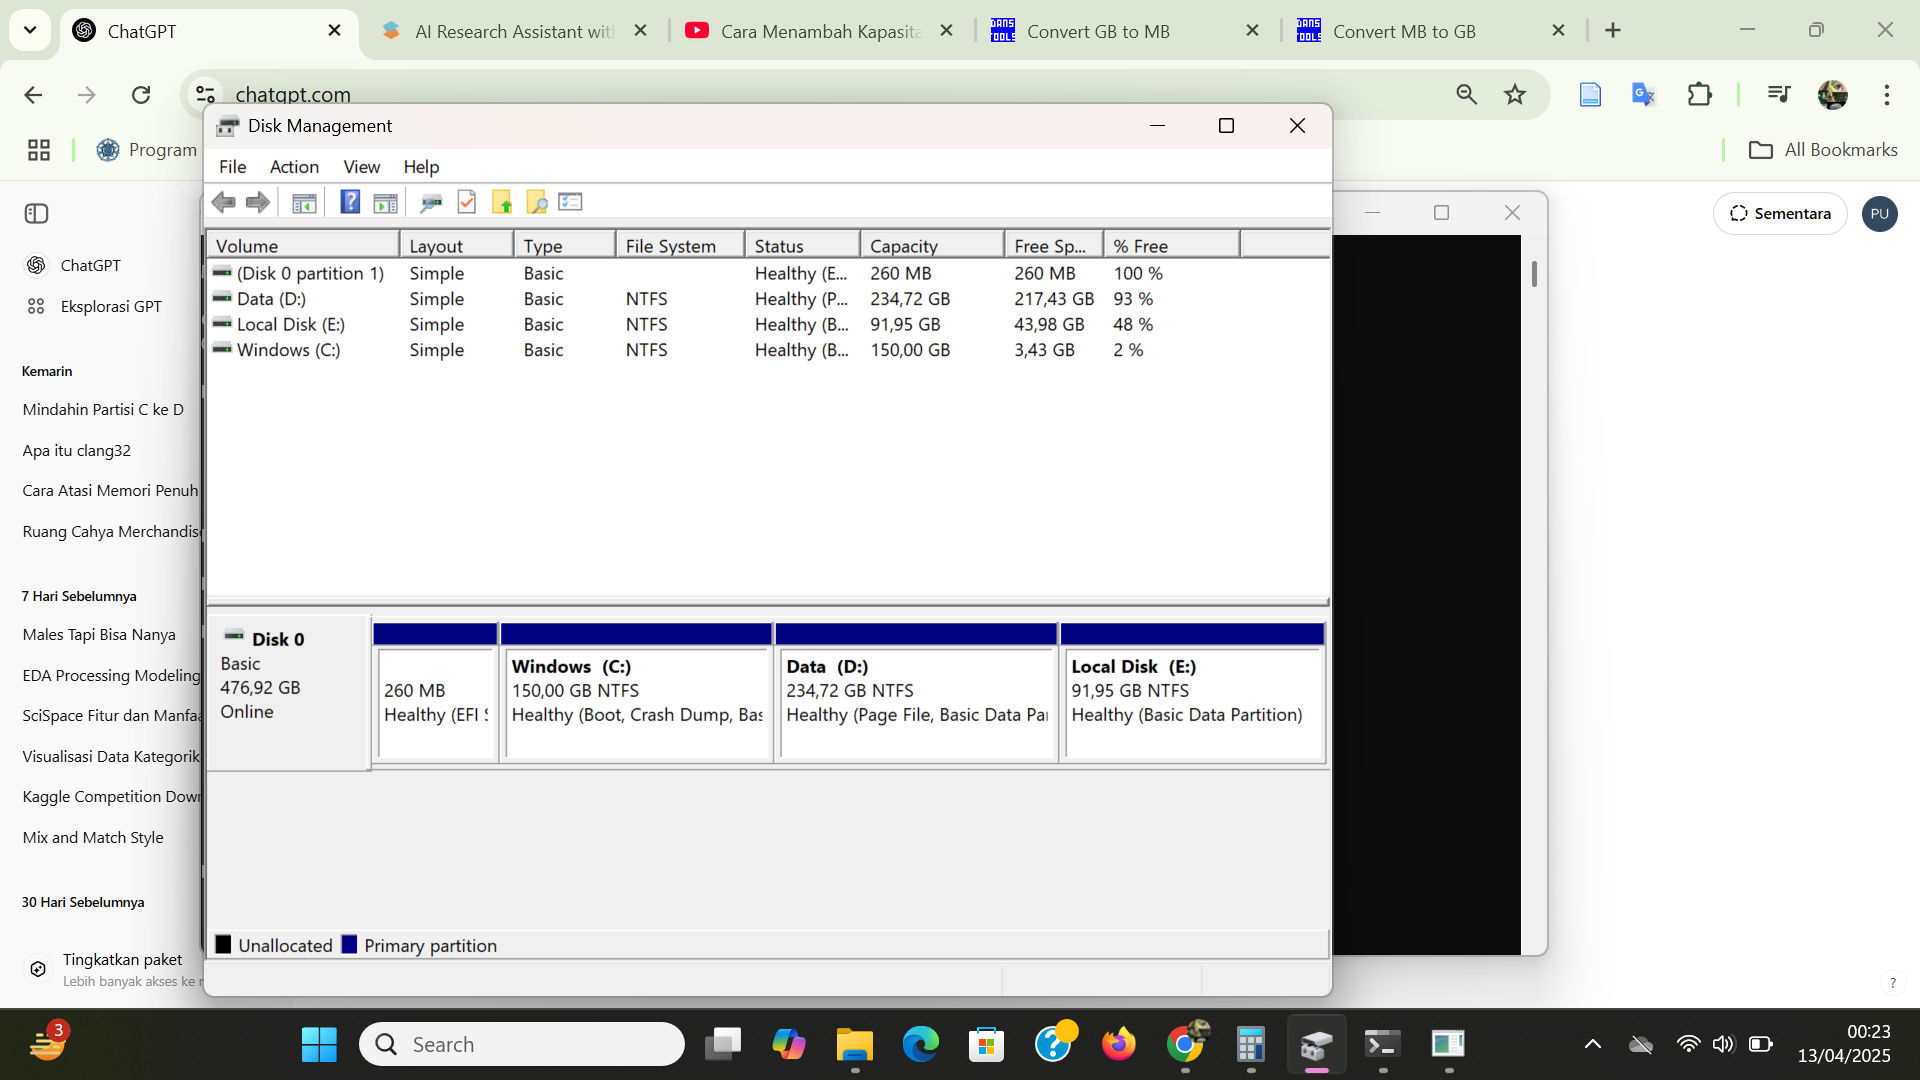 ChatGPT
AI Research Assistant wit
Cara Menambah Kapasita
Convert GB to MB
Convert MB to GB
chatgpt.com
Program
All Bookmarks
Disk Management
File Action View Help
Sementara
PU
ChatGPT
Eksplorasi GPT
Kemarin
Mindahin Partisi C ke D
Apa itu clang32
Cara Atasi Memori Penuh
Ruang Cahya Merchandis
7 Hari Sebelumnya
Males Tapi Bisa Nanya
EDA Processing Modeling
SciSpace Fitur dan Manfaa
Visualisasi Data Kategorik
Kaggle Competition Down
Mix and Match Style
30 Hari Sebelumnya
Tingkatkan paket
Lebih banyak akses ke
Volume Layout Type File System Status Capacity Free Sp... % Free
(Disk 0 partition 1) Simple Basic Healthy (E... 260 MB 260 MB 100 %
Data (D:) Simple Basic NTFS Healthy (P... 234,72 GB 217,43 GB 93 %
Local Disk (E:) Simple Basic NTFS Healthy (B... 91,95 GB 43,98 GB 48 %
Windows (C:) Simple Basic NTFS Healthy (B... 150,00 GB 3,43 GB 2 %
Disk 0
Basic
476,92 GB
Online
260 MB
Healthy (EFI
Windows (C:)
150,00 GB NTFS
Healthy (Boot, Crash Dump, Bas
Data (D:)
234,72 GB NTFS
Healthy (Page File, Basic Data Pa
Local Disk (E:)
91,95 GB NTFS
Healthy (Basic Data Partition)
Unallocated Primary partition
?
3
Search
00:23
13/04/2025